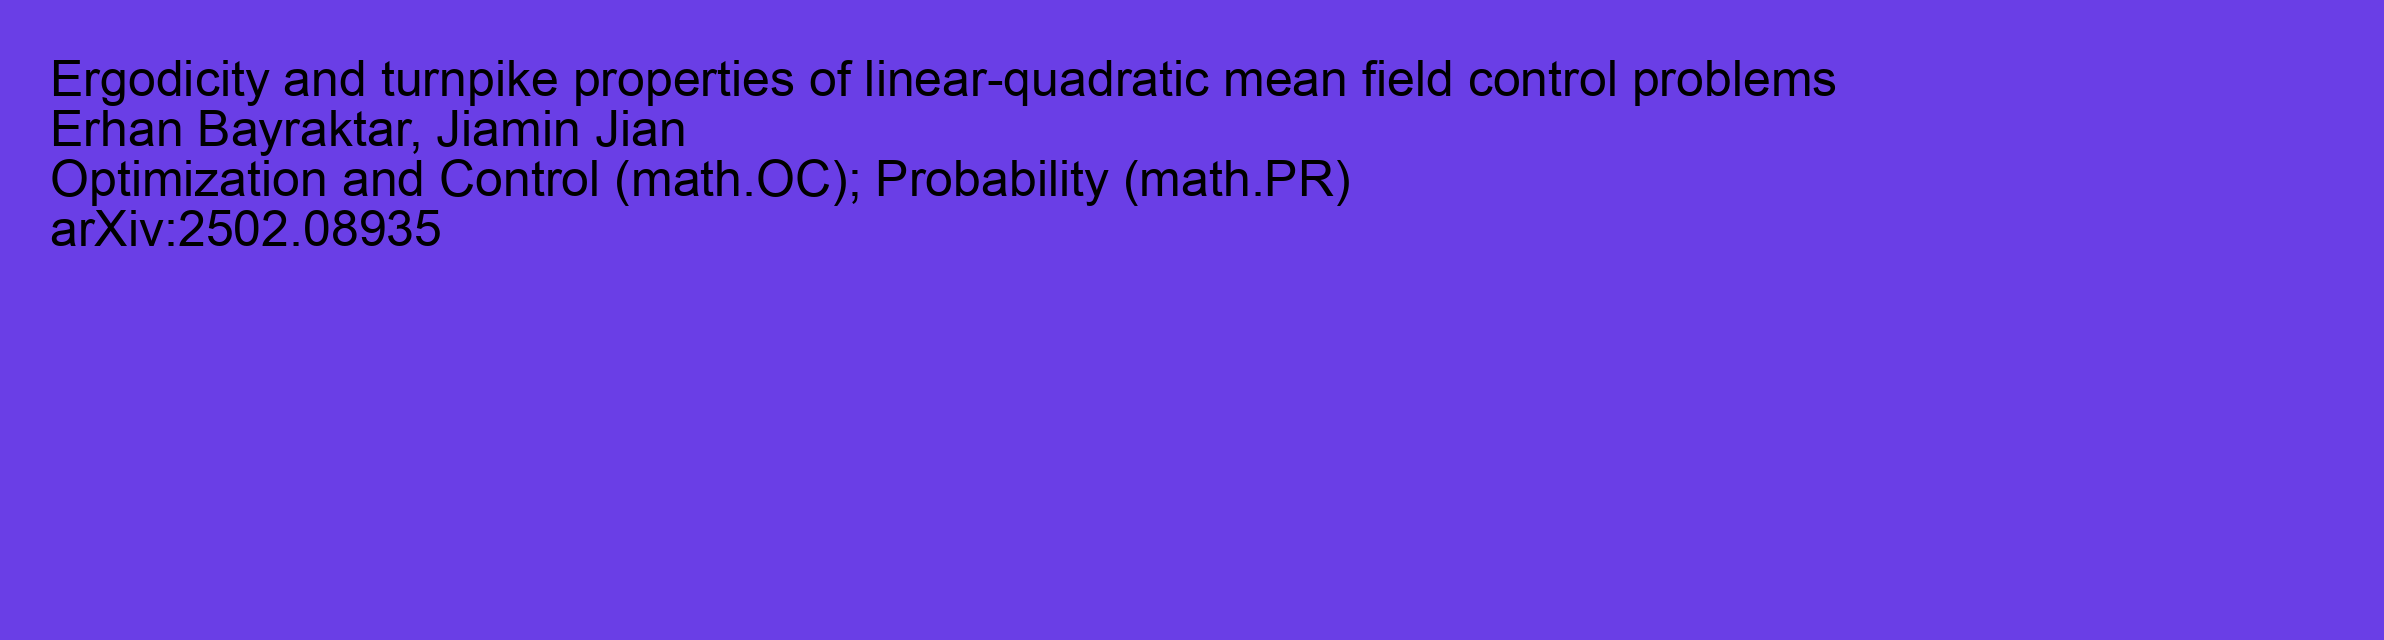 Ergodicity and turnpike properties of linear-quadratic mean field control problems
Erhan Bayraktar, Jiamin Jian
Optimization and Control (math.OC); Probability (math.PR)
arXiv:2502.08935